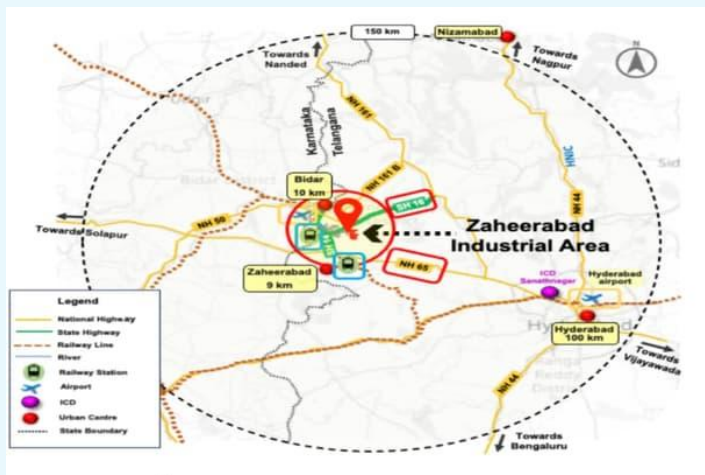 150 km
Nizamabad
Towards
Nanded
Towards
Nagpur
N
NH 161
Karnataka
Telangana
HNIC
Bidar
10 km
NH 161 B
SH 16
NH 44
Towards Solapur
NH 50
Zaheerabad
Industrial Area
SH 14
NH 65
Zaheerabad
9 km
ICD
Sanathnagar
Hyderabad
airport
Hyderabad
100 km
Towards
Vijayawada
NH 44
Towards
Bengaluru
Legend
National Highway
State Highway
Railway Line
River
Railway Station
Airport
ICD
Urban Centre
State Boundary